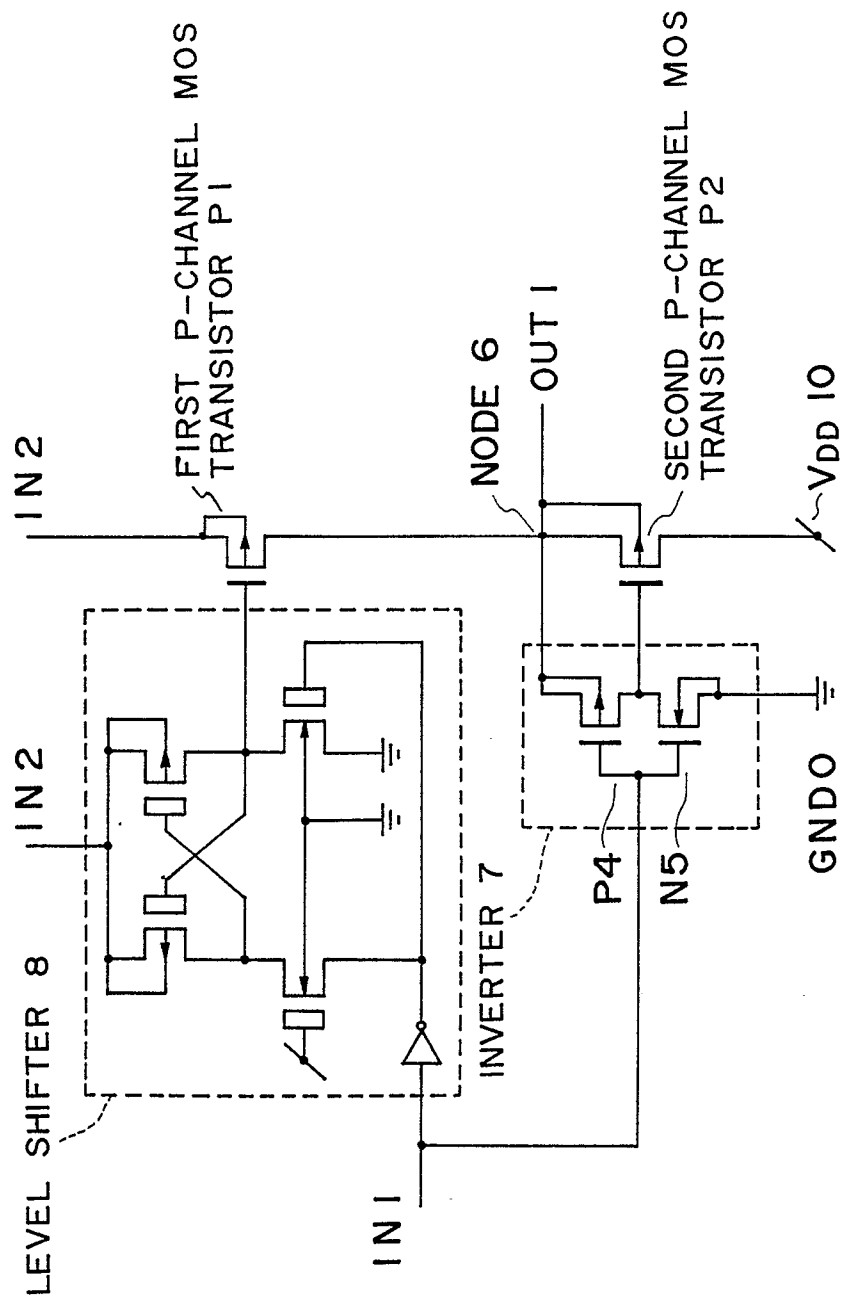 LEVEL SHIFTER 8
IN 2
IN 2
FIRST P-CHANNEL MOS
TRANSISTOR P1
IN 1
INVERTER 7
NODE 6
OUT 1
P4
N5
SECOND P-CHANNEL MOS
TRANSISTOR P2
GND0
VDD 10